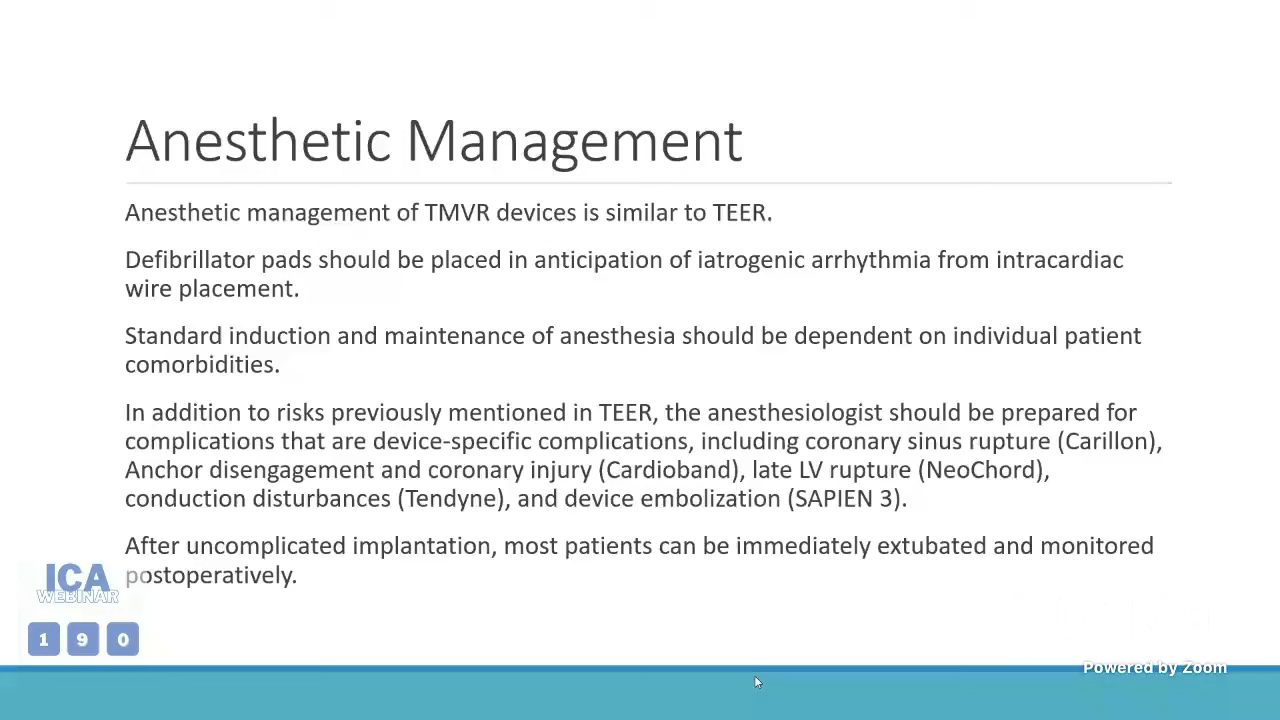 Anesthetic Management
Anesthetic management of TMVR devices is similar to TEER.
Defibrillator pads should be placed in anticipation of iatrogenic arrhythmia from intracardiac
wire placement.
Standard induction and maintenance of anesthesia should be dependent on individual patient
comorbidities.
In addition to risks previously mentioned in TEER, the anesthesiologist should be prepared for
complications that are device-specific complications, including coronary sinus rupture (Carillon),
Anchor disengagement and coronary injury (Cardioband), late LV rupture (NeoChord),
conduction disturbances (Tendyne), and device embolization (SAPIEN 3).
After uncomplicated implantation, most patients can be immediately extubated and monitored
postoperatively.
ICA
WEBINAR
1 9 0
Powered by Zoom